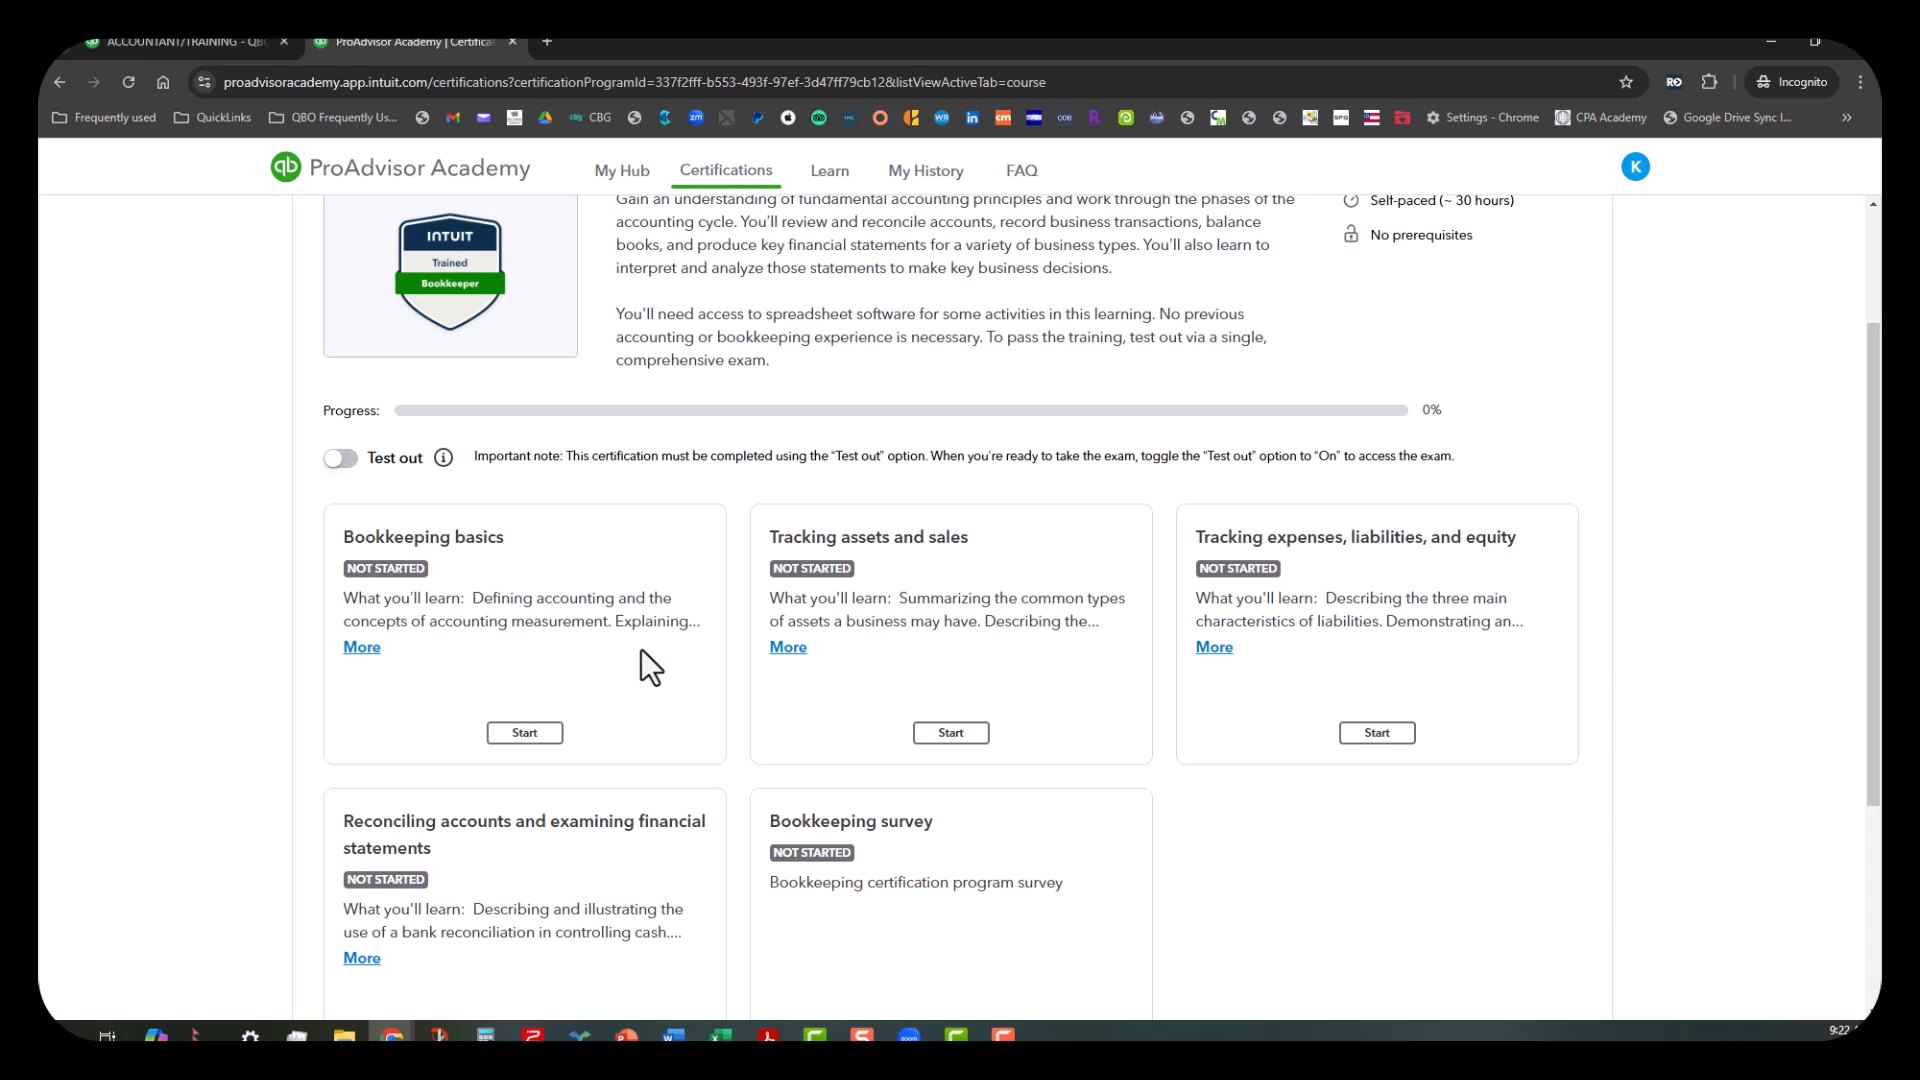 ACCOUNTANT/TRAINING - QB
ProAdvisor Academy | Certificat
proadvisoracademy.app.intuit.com/certifications?certificationProgramId=337f2fff-b553-493f-97ef-3d47ff79cb12&listViewActiveTab=course
Incognito
Frequently used
QuickLinks
QBO Frequently Us...
CBG
Settings - Chrome
CPA Academy
Google Drive Sync I...
qb ProAdvisor Academy
My Hub
Certifications
Learn
My History
FAQ
K
INTUIT
Trained
Bookkeeper
Gain an understanding of fundamental accounting principles and work through the phases of the
accounting cycle. You'll review and reconcile accounts, record business transactions, balance
books, and produce key financial statements for a variety of business types. You'll also learn to
interpret and analyze those statements to make key business decisions.
You'll need access to spreadsheet software for some activities in this learning. No previous
accounting or bookkeeping experience is necessary. To pass the training, test out via a single,
comprehensive exam.
Self-paced (~ 30 hours)
No prerequisites
Progress:
0%
Test out
Important note: This certification must be completed using the "Test out" option. When you're ready to take the exam, toggle the "Test out" option to "On" to access the exam.
Bookkeeping basics
NOT STARTED
What you'll learn: Defining accounting and the
concepts of accounting measurement. Explaining...
More
Start
Tracking assets and sales
NOT STARTED
What you'll learn: Summarizing the common types
of assets a business may have. Describing the...
More
Start
Tracking expenses, liabilities, and equity
NOT STARTED
What you'll learn: Describing the three main
characteristics of liabilities. Demonstrating an...
More
Start
Reconciling accounts and examining financial
statements
NOT STARTED
What you'll learn: Describing and illustrating the
use of a bank reconciliation in controlling cash....
More
Bookkeeping survey
NOT STARTED
Bookkeeping certification program survey
9:22